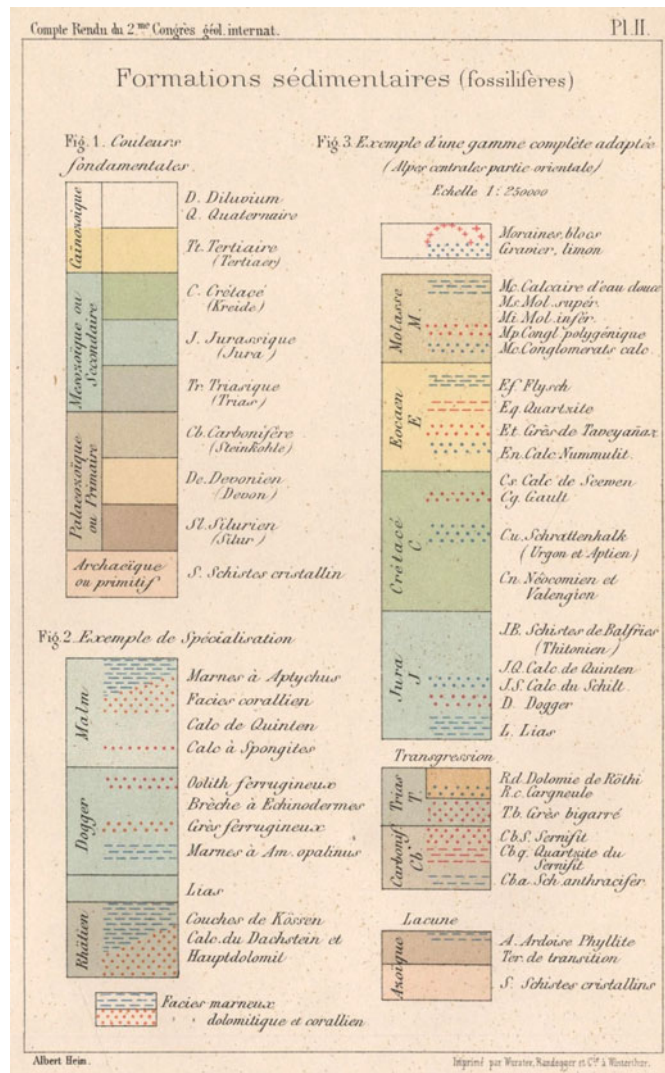 Compte Rendu du 2.me Congrès géol. internat.
Pl. II.
Formations sédimentaires (fossilifères)
Fig. 1. Couleurs
fondamentales.
Caïnozoïque
D. Diluvium
Q. Quaternaire
Tt. Tertiaire
(Tertiaer)
Mésozoïque ou
Secondaire
C. Crétacé
(Kreide)
J. Jurassique
(Jura)
Tr. Triasique
(Trias)
Palaeozoïque
ou Primaire
Cb. Carbonifère
(Steinkohle)
De. Devonien
(Devon)
Sl. Silurien
(Silur)
Archaeïque
ou primitif
S. Schistes cristallin
Fig. 2. Exemple de Spécialisation
Malm
Marnes à Aptychus
Facies corallien
Calc de Quinten
Calc à Spongites
Dogger
Oolith ferrugineux
Brèche à Echinodermes
Grès ferrugineux
Marnes à Am. opalinus
Lias
Rhätien
Couches de Kössen
Calc. du Dachstein et
Hauptdolomit
Facies marneux
dolomitique et corallien
Fig. 3. Exemple d'une gamme complète adaptée
(Alpes centrales partie orientale)
Echelle 1 : 250000
Moraines, blocs
Gravier, limon
Molasse
M.
Mc. Calcaire d'eau douce
Ms. Mol. supér.
Mi. Mol. infér.
Mp. Congl. polygénique
Mc. Conglomerats calc.
Eocaen
E
Ef. Flysch
Eq. Quartzite
Et. Grès de Taveyanaz
En. Calc. Nummulit.
Crétacé
C
Cs. Calc de Seewen
Cg. Gault
Cu. Schrattenkalk
(Urgon et Aptien)
Cn. Néocomien et
Valengion
Jura
J
J.B. Schistes de Balfries
(Thitonien)
J.Q. Calc de Quinten
J.S. Calc du Schilt
D. Dogger
L. Lias
Transgression
Trias
T.
R.d. Dolomie de Röthi
R.c. Cargneule
T.b. Grès bigarré
Carbonif
Cb
Cb.S. Sernifit
Cb.q. Quartzite du
Sernifit
Cb.a. Sch. anthracifer
Lacune
Azoïque
A. Ardoise Phyllite
Ter. de transition
S. Schistes cristallins
Albert Heim.
Imprimé par Wurster, Randegger et Cie à Winterthur.